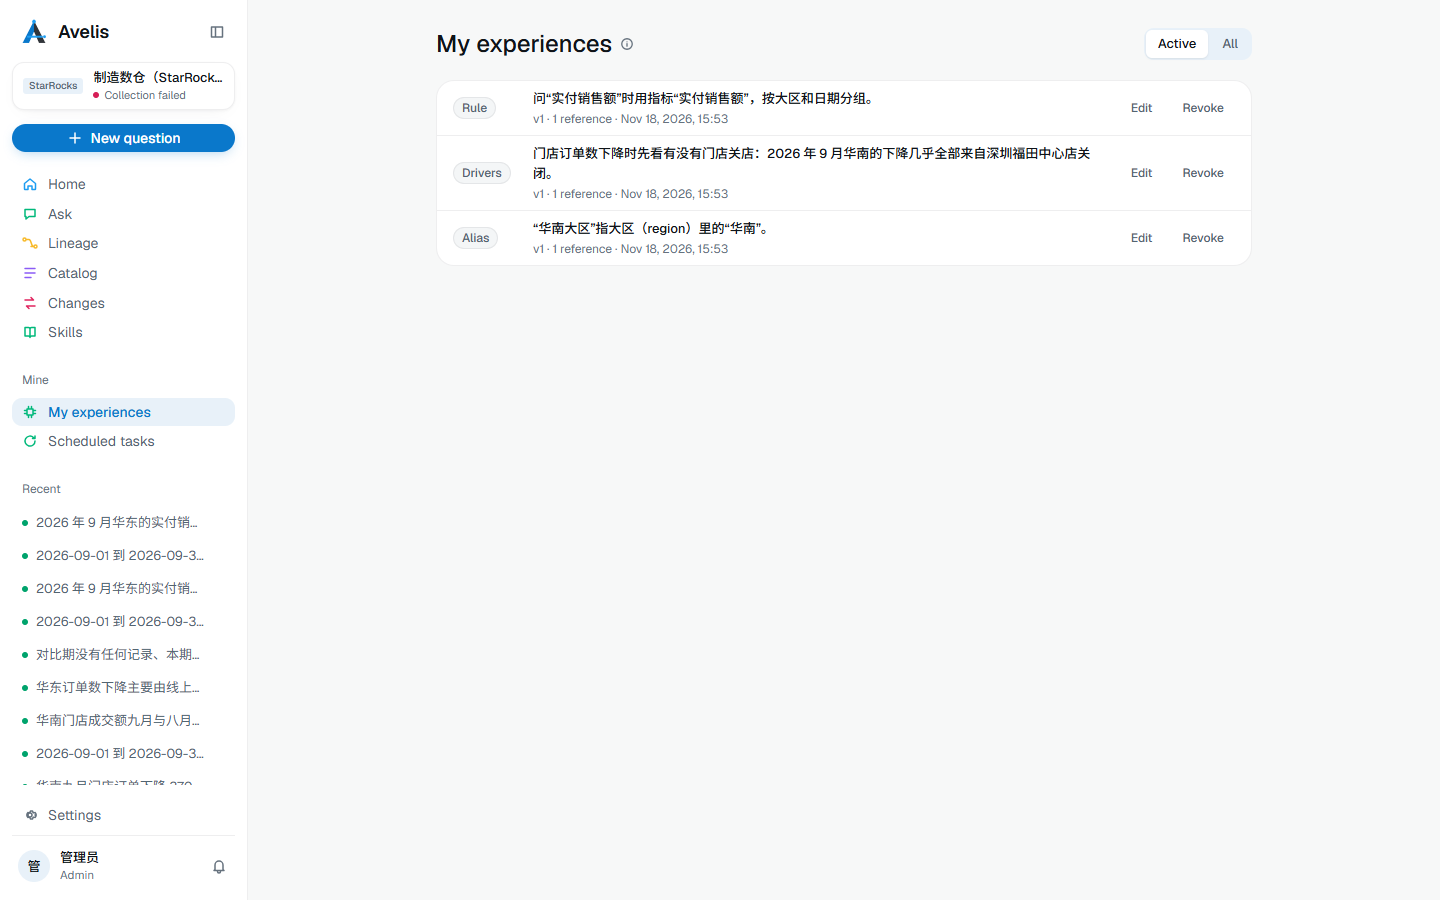 Avelis
StarRocks
制造数仓（StarRock...
Collection failed
New question
Home
Ask
Lineage
Catalog
Changes
Skills
Mine
My experiences
Scheduled tasks
Recent
2026 年 9 月华东的实付销...
2026-09-01 到 2026-09-3...
2026 年 9 月华东的实付销...
2026-09-01 到 2026-09-3...
对比期没有任何记录、本期...
华东订单数下降主要由线上...
华南门店成交额九月与八月...
2026-09-01 到 2026-09-3...
Settings
管
管理员
Admin
My experiences
Active
All
Rule
问“实付销售额”时用指标“实付销售额”，按大区和日期分组。
v1 · 1 reference · Nov 18, 2026, 15:53
Edit
Revoke
Drivers
门店订单数下降时先看有没有门店关店：2026 年 9 月华南的下降几乎全部来自深圳福田中心店关
闭。
v1 · 1 reference · Nov 18, 2026, 15:53
Edit
Revoke
Alias
“华南大区”指大区（region）里的“华南”。
v1 · 1 reference · Nov 18, 2026, 15:53
Edit
Revoke